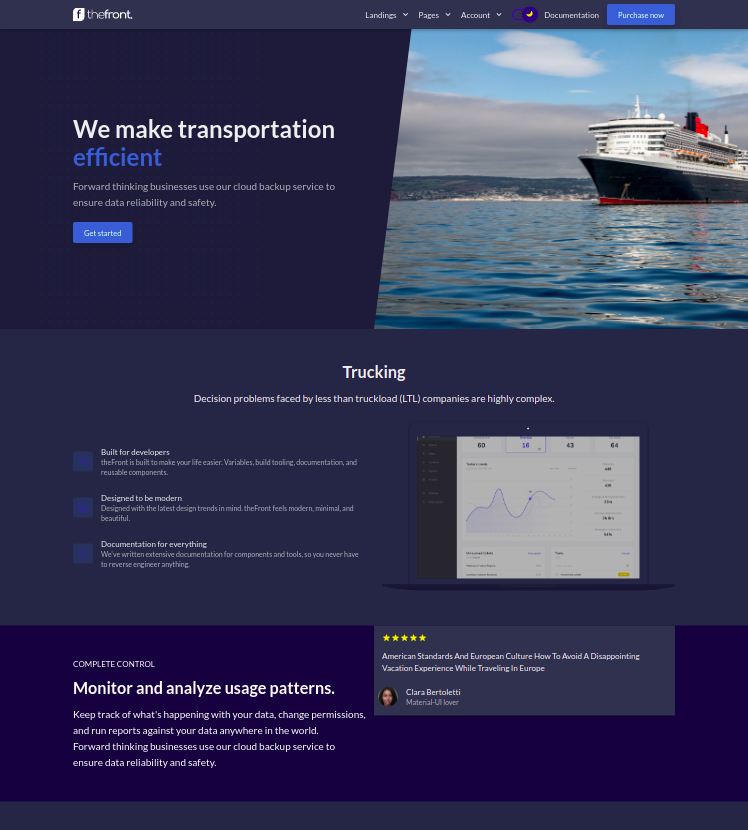 thefront.
Landings
Pages
Account
Documentation
Purchase now
We make transportation
efficient
Forward thinking businesses use our cloud backup service to
ensure data reliability and safety.
Get started
Trucking
Decision problems faced by less than truckload (LTL) companies are highly complex.
Built for developers
theFront is built to make your life easier. Variables, build tooling, documentation, and
reusable components.
Designed to be modern
Designed with the latest design trends in mind. theFront feels modern, minimal, and
beautiful.
Documentation for everything
We've written extensive documentation for components and tools, so you never have
to reverse engineer anything.
60
16
43
64
Today's trends
COMPLETE CONTROL
Monitor and analyze usage patterns.
Keep track of what's happening with your data, change permissions,
and run reports against your data anywhere in the world.
Forward thinking businesses use our cloud backup service to
ensure data reliability and safety.
American Standards And European Culture How To Avoid A Disappointing
Vacation Experience While Traveling In Europe
Clara Bertoletti
Material-UI lover